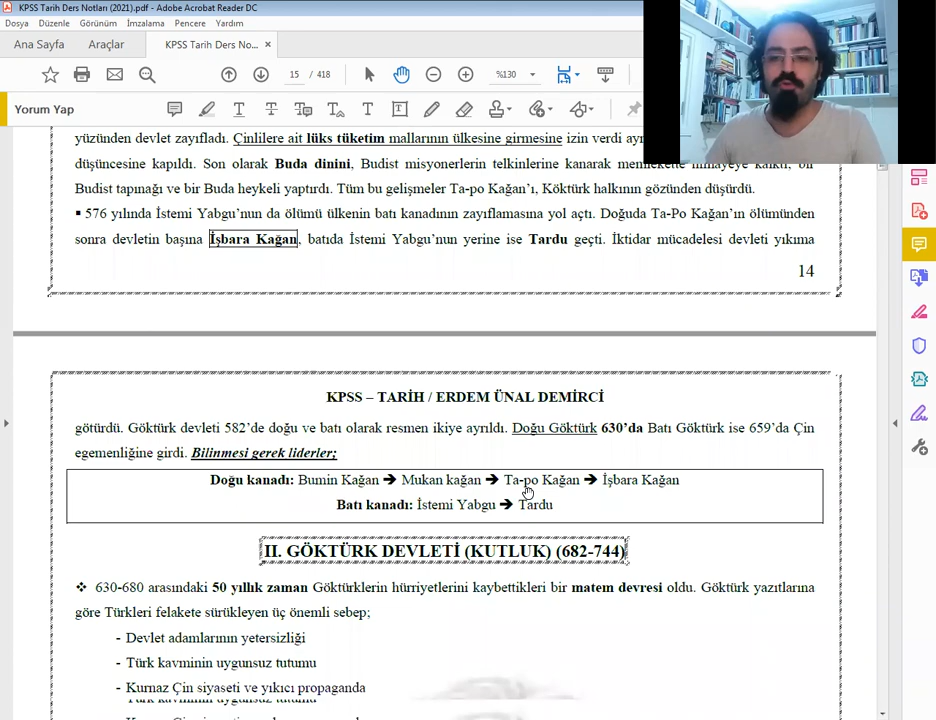 KPSS Tarih Ders Notları (2021).pdf - Adobe Acrobat Reader DC
Dosya Düzenle Görünüm İmzalama Pencere Yardım
Ana Sayfa Araçlar KPSS Tarih Ders No... ×
15 / 418 %130
Yorum Yap
yüzünden devlet zayıfladı. Çinlilere ait lüks tüketim mallarının ülkesine girmesine izin verdi
düşüncesine kapıldı. Son olarak Buda dinini, Budist misyonerlerin telkinlerine kanarak
Budist tapınağı ve bir Buda heykeli yaptırdı. Tüm bu gelişmeler Ta-po Kağan'ı, Köktürk halkının gözünden düşürdü.
▪ 576 yılında İstemi Yabgu'nun da ölümü ülkenin batı kanadının zayıflamasına yol açtı. Doğuda Ta-Po Kağan'ın ölümünden
sonra devletin başına İşbara Kağan, batıda İstemi Yabgu'nun yerine ise Tardu geçti. İktidar mücadelesi devleti yıkıma
14
KPSS – TARİH / ERDEM ÜNAL DEMİRCİ
götürdü. Göktürk devleti 582'de doğu ve batı olarak resmen ikiye ayrıldı. Doğu Göktürk 630'da Batı Göktürk ise 659'da Çin
egemenliğine girdi. Bilinmesi gerek liderler;
Doğu kanadı: Bumin Kağan ➔ Mukan kağan ➔ Ta-po Kağan ➔ İşbara Kağan
Batı kanadı: İstemi Yabgu ➔ Tardu
II. GÖKTÜRK DEVLETİ (KUTLUK) (682-744)
❖ 630-680 arasındaki 50 yıllık zaman Göktürklerin hürriyetlerini kaybettikleri bir matem devresi oldu. Göktürk yazıtlarına
göre Türkleri felakete sürükleyen üç önemli sebep;
- Devlet adamlarının yetersizliği
- Türk kavminin uygunsuz tutumu
- Kurnaz Çin siyaseti ve yıkıcı propaganda